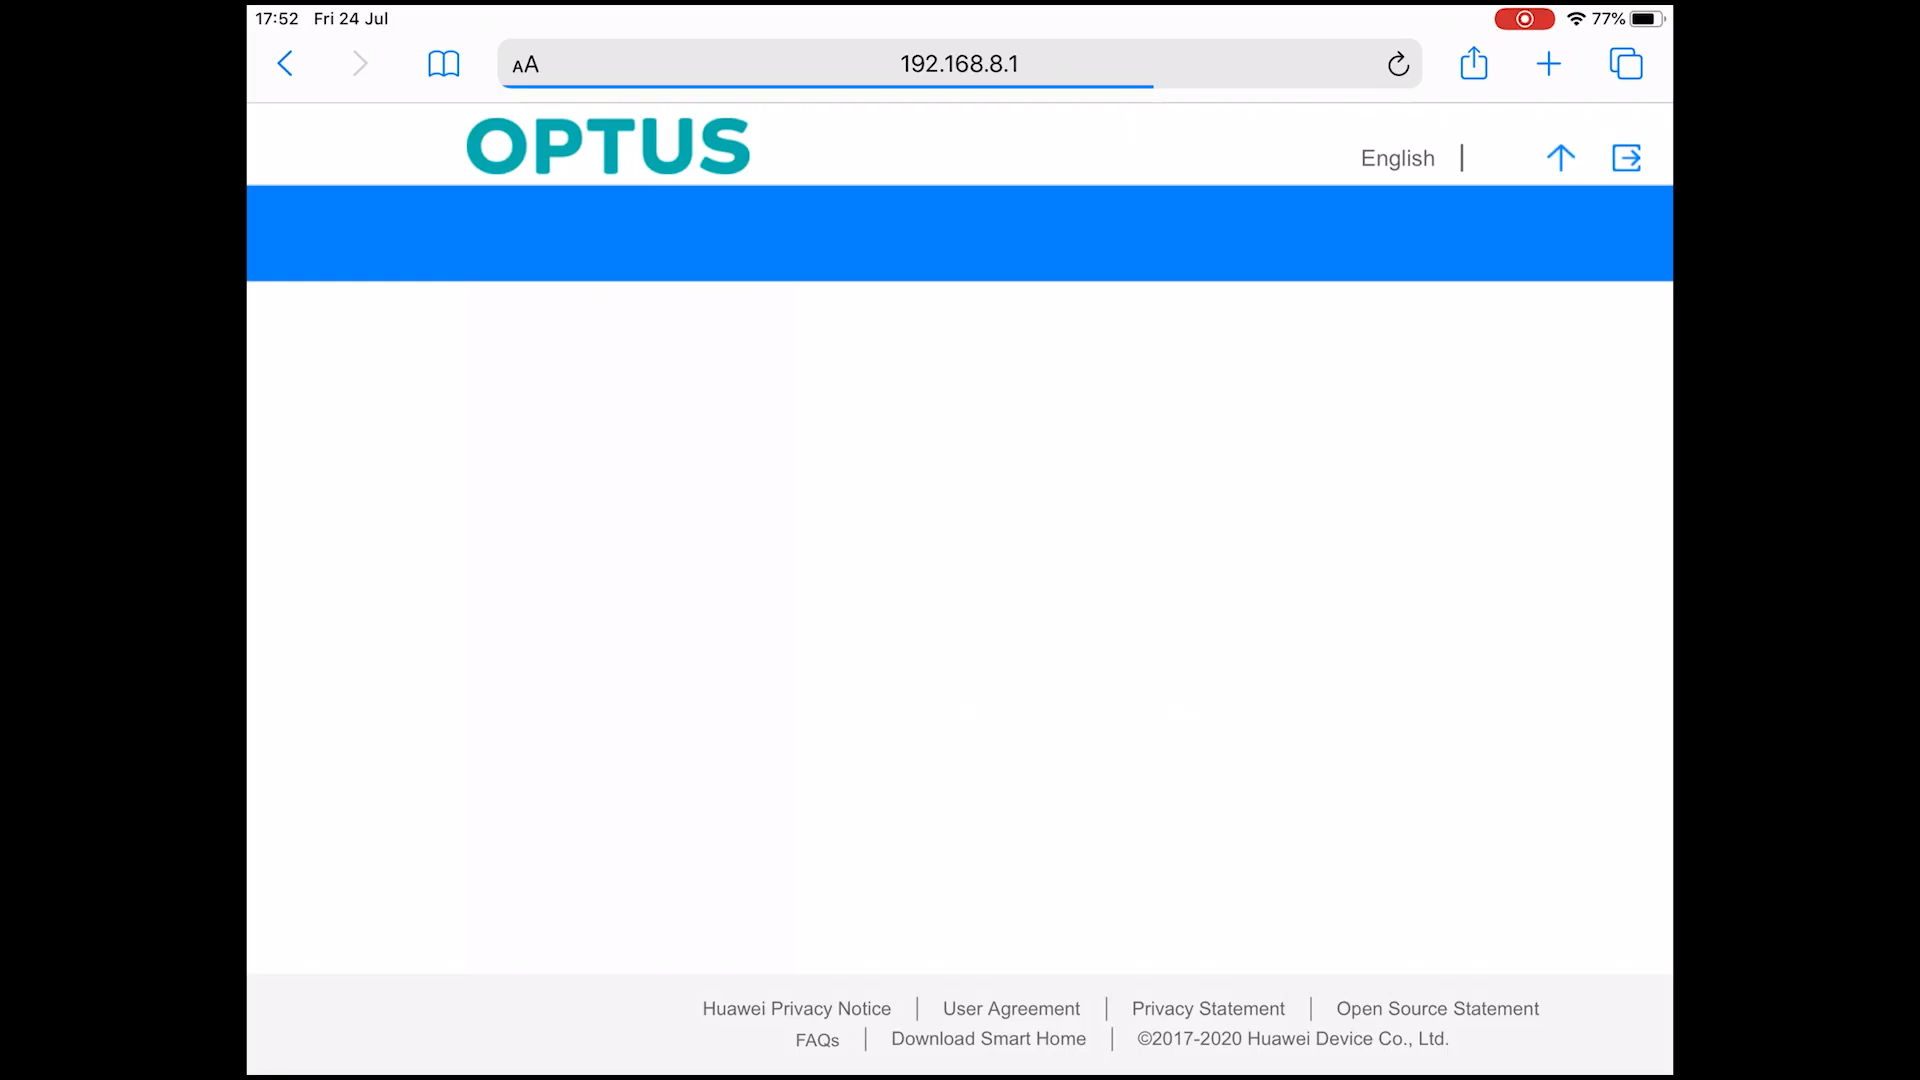 17:52 Fri 24 Jul
77%
AA
192.168.8.1
OPTUS
English |
Huawei Privacy Notice | User Agreement | Privacy Statement | Open Source Statement
FAQs | Download Smart Home | ©2017-2020 Huawei Device Co., Ltd.